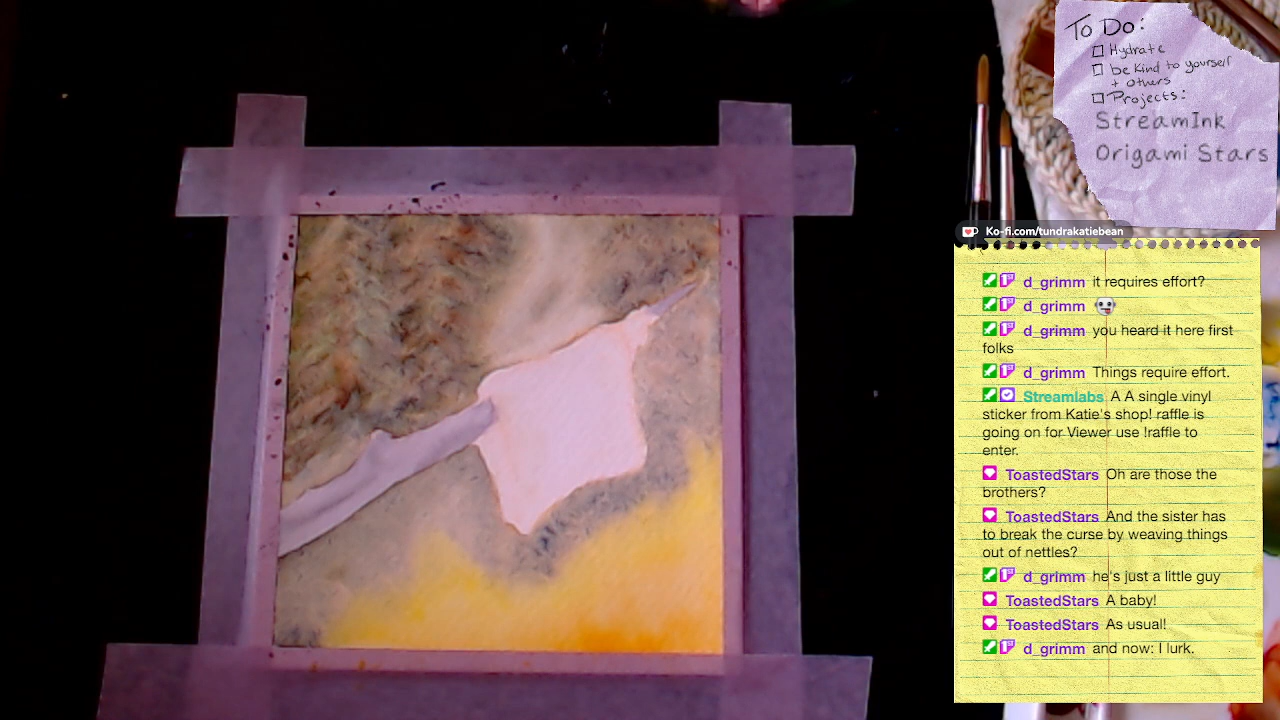 To Do:
Hydrate
be kind to yourself
+ others
Projects:
StreamInk
Origami Stars
Ko-fi.com/tundrakatiebean
d_grimm it requires effort?
d_grimm
d_grimm you heard it here first
folks
d_grimm Things require effort.
Streamlabs A A single vinyl
sticker from Katie's shop! raffle is
going on for Viewer use !raffle to
enter.
ToastedStars Oh are those the
brothers?
ToastedStars And the sister has
to break the curse by weaving things
out of nettles?
d_grimm he's just a little guy
ToastedStars A baby!
ToastedStars As usual!
d_grimm and now: I lurk.